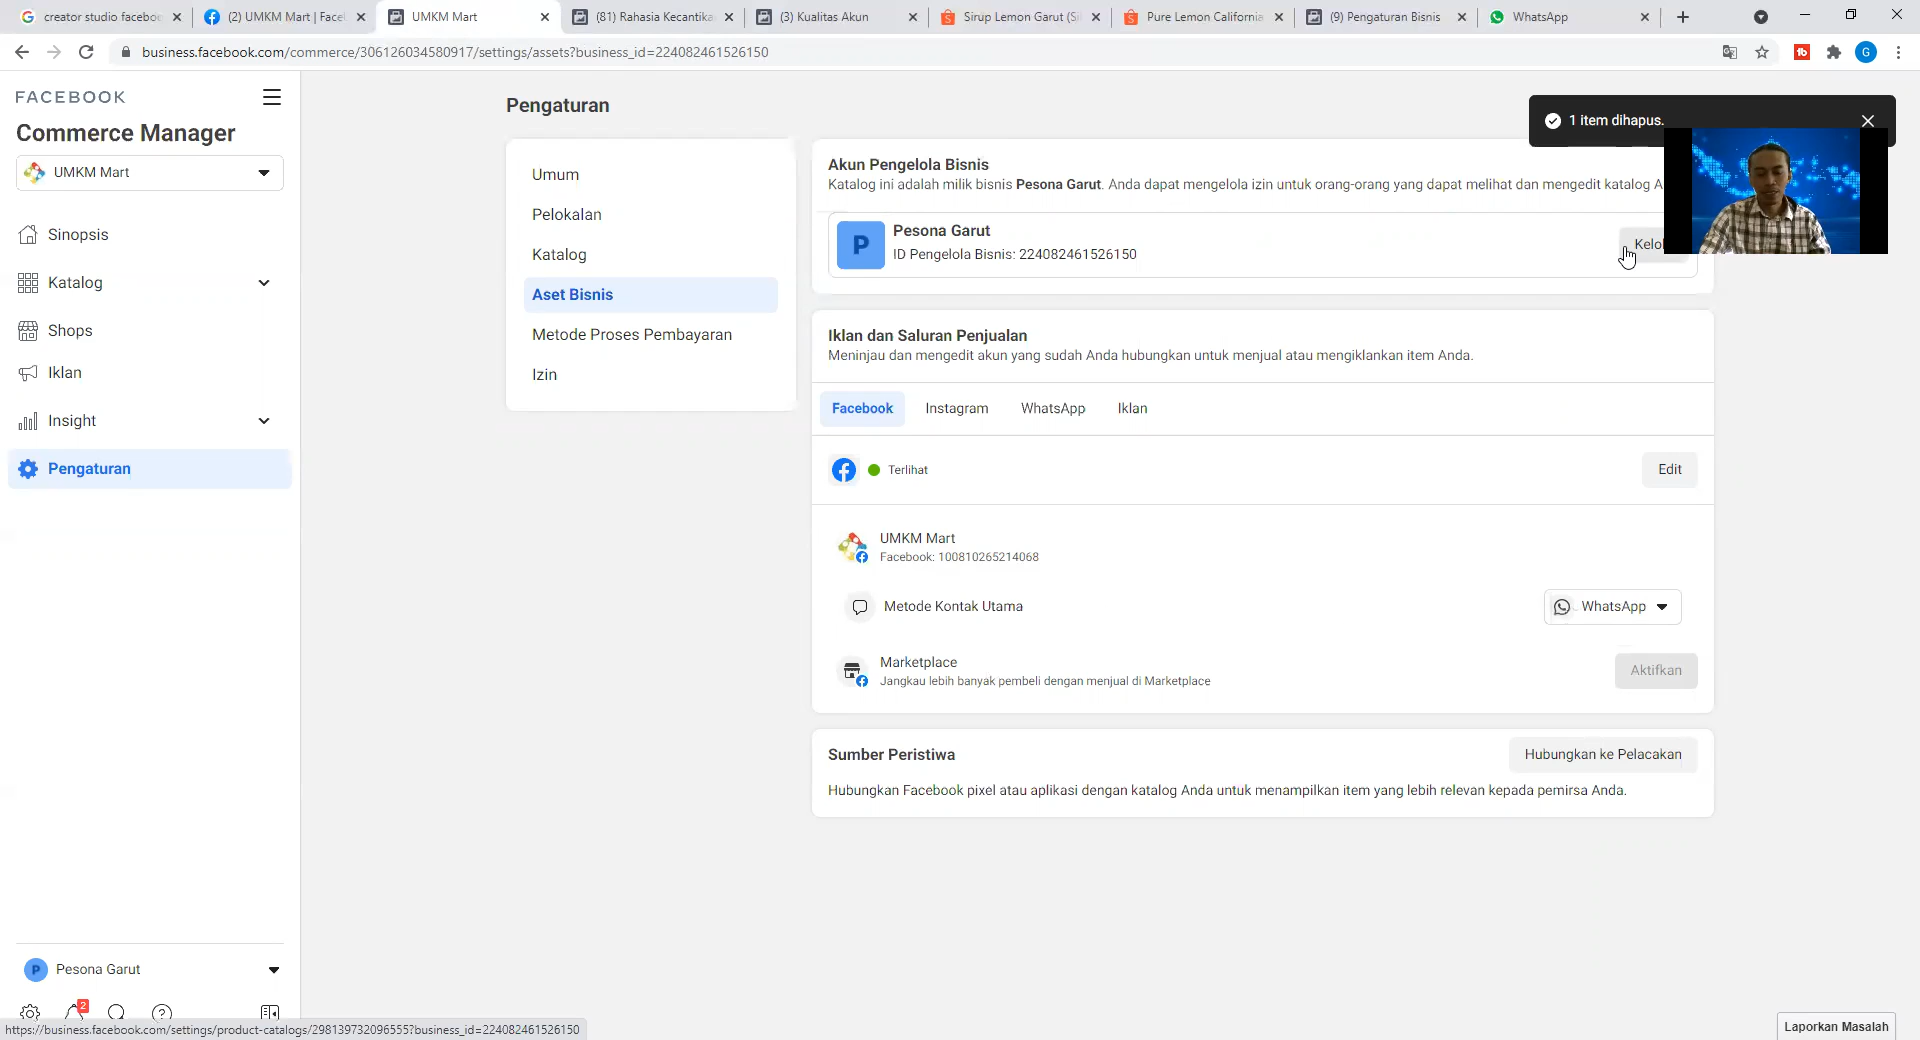 creator studio facebo
(2) UMKM Mart | Face
UMKM Mart
(81) Rahasia Kecantika
(3) Kualitas Akun
Sirup Lemon Garut (Si
Pure Lemon California
(9) Pengaturan Bisnis
WhatsApp
business.facebook.com/commerce/306126034580917/settings/assets?business_id=224082461526150
G
FACEBOOK
Commerce Manager
UMKM Mart
Sinopsis
Katalog
Shops
Iklan
Insight
Pengaturan
Pesona Garut
2
https://business.facebook.com/settings/product-catalogs/298139732096555?business_id=224082461526150
Pengaturan
Umum
Pelokalan
Katalog
Aset Bisnis
Metode Proses Pembayaran
Izin
1 item dihapus.
Akun Pengelola Bisnis
Katalog ini adalah milik bisnis Pesona Garut. Anda dapat mengelola izin untuk orang-orang yang dapat melihat dan mengedit katalog A
P
Pesona Garut
ID Pengelola Bisnis: 224082461526150
Kelo
Iklan dan Saluran Penjualan
Meninjau dan mengedit akun yang sudah Anda hubungkan untuk menjual atau mengiklankan item Anda.
Facebook
Instagram
WhatsApp
Iklan
Terlihat
Edit
UMKM Mart
Facebook: 100810265214068
Metode Kontak Utama
WhatsApp
Marketplace
Jangkau lebih banyak pembeli dengan menjual di Marketplace
Aktifkan
Sumber Peristiwa
Hubungkan ke Pelacakan
Hubungkan Facebook pixel atau aplikasi dengan katalog Anda untuk menampilkan item yang lebih relevan kepada pemirsa Anda.
Laporkan Masalah